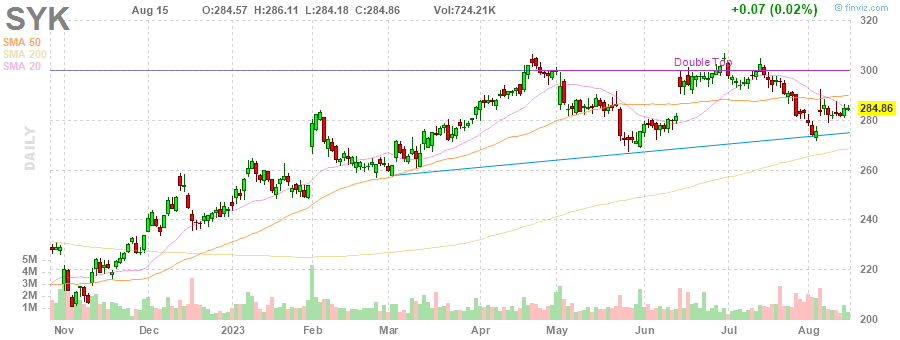 SYK
Aug 15 O:284.57 H:286.11 L:284.18 C:284.86 Vol:724.21K +0.07 (0.02%)
finviz.com
SMA 50
SMA 200
SMA 20
DAILY
Double Top
320
300
284.86
280
260
240
220
200
5M
4M
3M
2M
1M
Nov Dec 2023 Feb Mar Apr May Jun Jul Aug